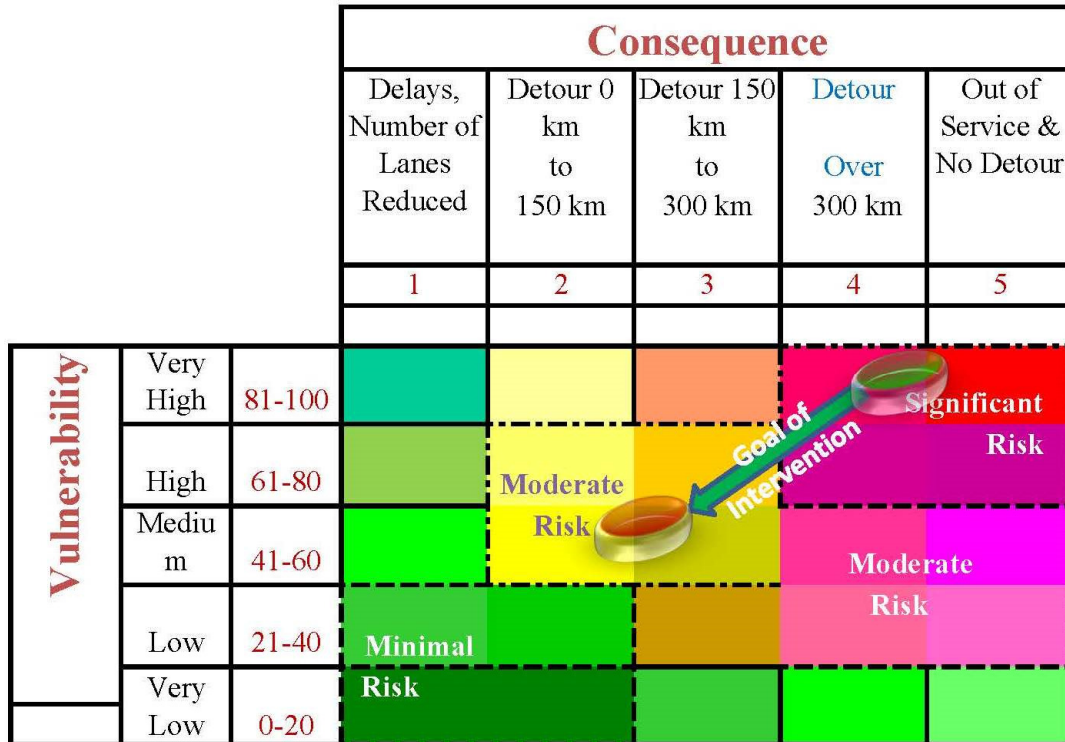 Consequence
Delays,
Number of
Lanes
Reduced
Detour 0
km
to
150 km
Detour 150
km
to
300 km
Detour
Over
300 km
Out of
Service &
No Detour
1
2
3
4
5
Vulnerability
Very
High
81-100
Significant
Risk
High
61-80
Goal of
Intervention
Moderate
Risk
Mediu
m
41-60
Moderate
Risk
Low
21-40
Minimal
Risk
Very
Low
0-20